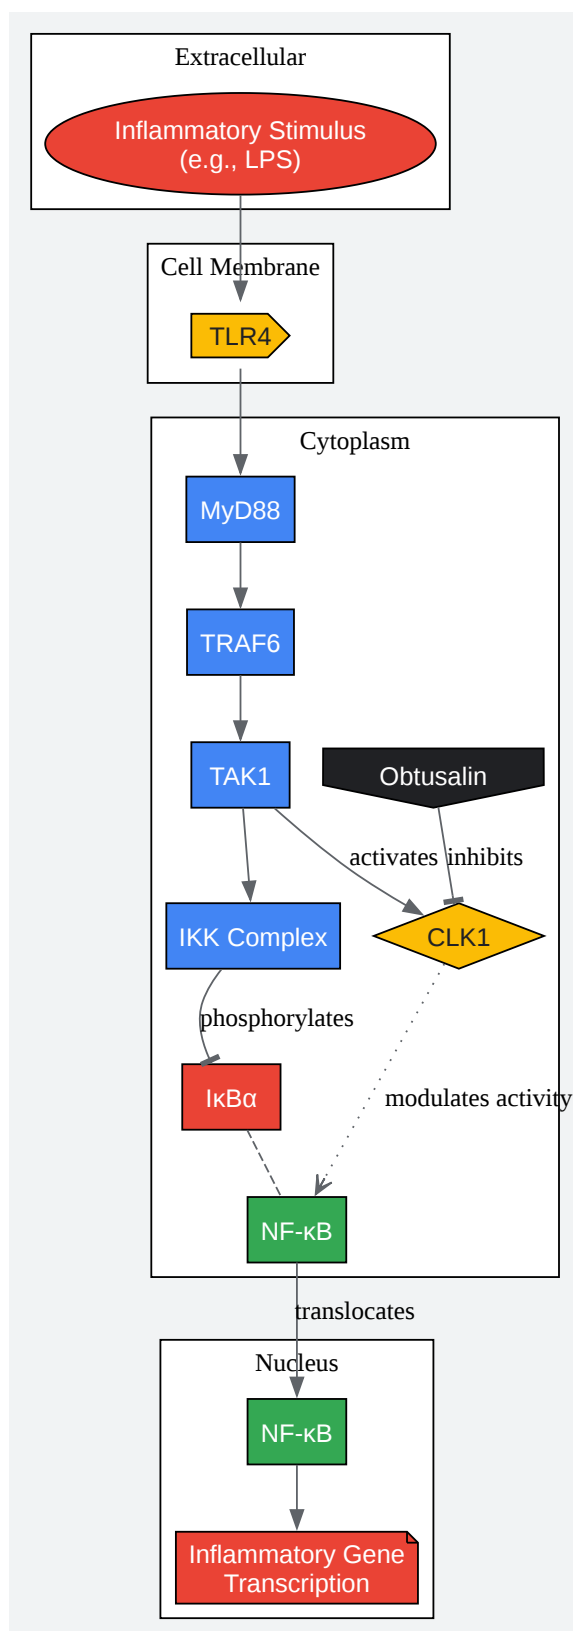 Extracellular
Inflammatory Stimulus
(e.g., LPS)
Cell Membrane
TLR4
Cytoplasm
MyD88
TRAF6
TAK1
Obtusalin
activates
inhibits
IKK Complex
CLK1
phosphorylates
IκBα
modulates activity
NF-κB
translocates
Nucleus
NF-κB
Inflammatory Gene
Transcription